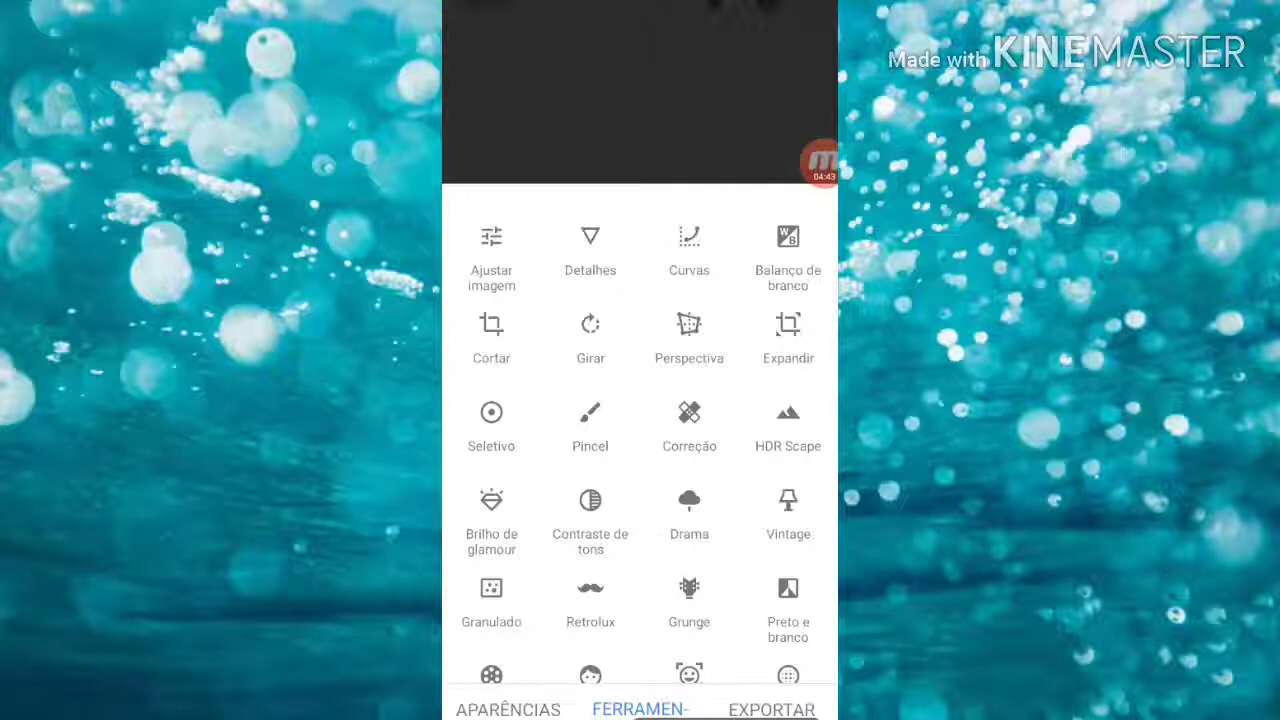 Made with KINEMASTER
04:43
Ajustar imagem
Detalhes
Curvas
Balanço de branco
Cortar
Girar
Perspectiva
Expandir
Seletivo
Pincel
Correção
HDR Scape
Brilho de glamour
Contraste de tons
Drama
Vintage
Granulado
Retrolux
Grunge
Preto e branco
APARÊNCIAS
FERRAMEN-
EXPORTAR